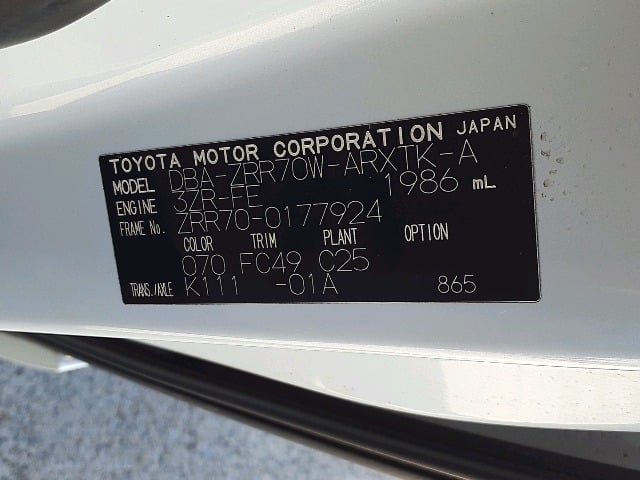 TOYOTA MOTOR CORPORATION JAPAN
MODEL DBA-ZRR70W-ARXTK-A
ENGINE 3ZR-FE 1986 mL
FRAME No. ZRR70-0177924
COLOR TRIM PLANT OPTION
070 FC49 C25
TRANS./AXLE K111 -01A 865